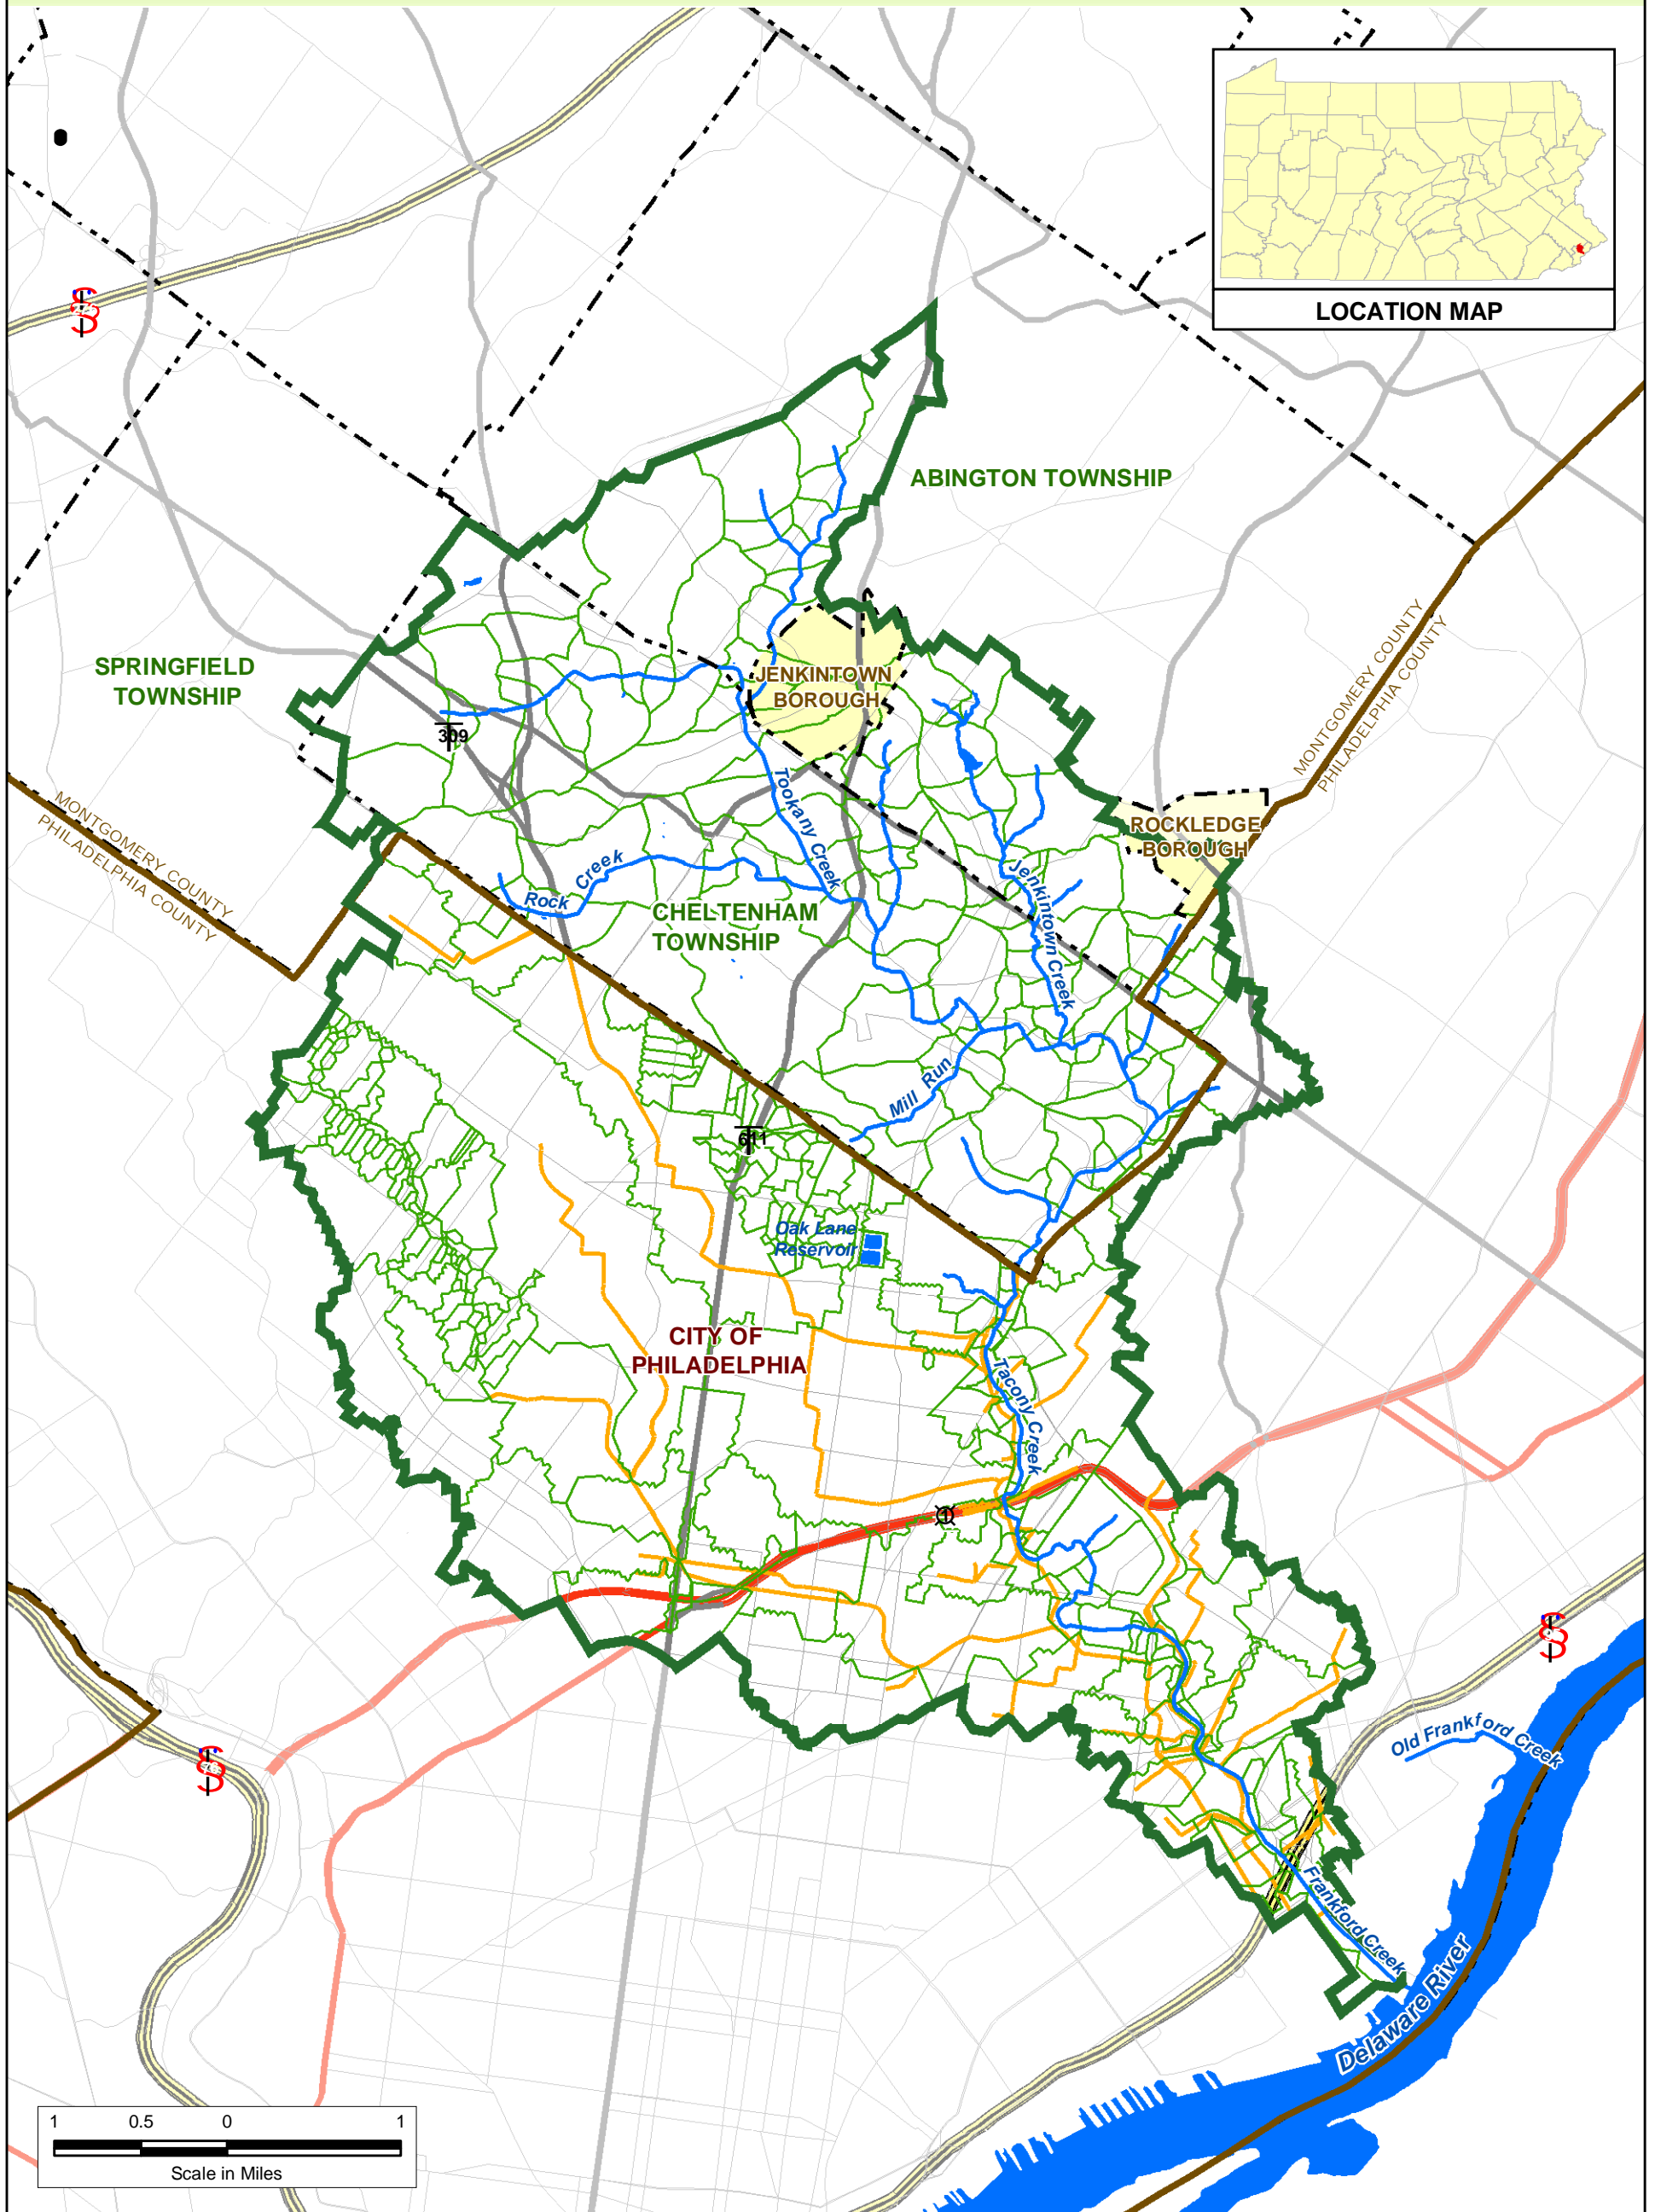 LOCATION MAP
ABINGTON TOWNSHIP
SPRINGFIELD
TOWNSHIP
JENKINTOWN
BOROUGH
MONTGOMERY COUNTY
PHILADELPHIA COUNTY
309
Tookany Creek
ROCKLEDGE
BOROUGH
MONTGOMERY COUNTY
PHILADELPHIA COUNTY
Rock Creek
Jenkintown Creek
CHELTENHAM
TOWNSHIP
Mill Run
611
Oak Lane
Reservoir
CITY OF
PHILADELPHIA
Tacony Creek
1
Old Frankford Creek
Frankford Creek
Delaware River
1 0.5 0 1
Scale in Miles